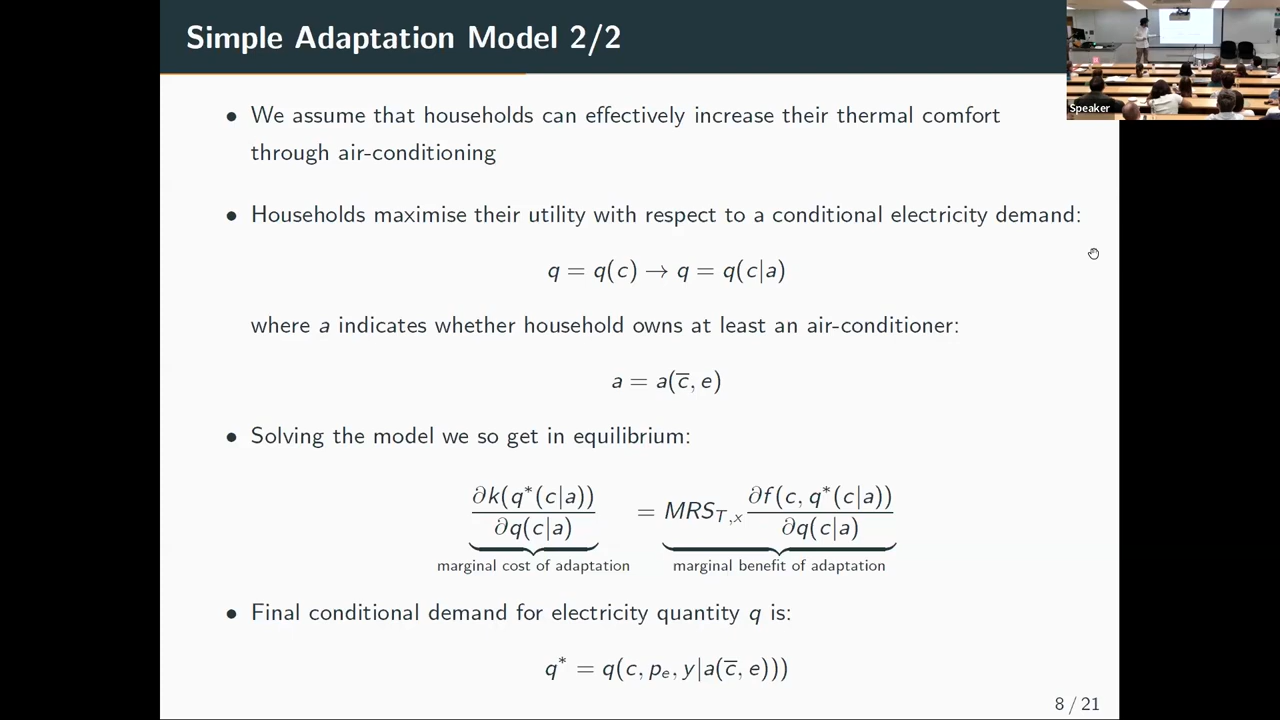 Simple Adaptation Model 2/2
Speaker
• We assume that households can effectively increase their thermal comfort
through air-conditioning
• Households maximise their utility with respect to a conditional electricity demand:
q = q(c) → q = q(c|a)
where a indicates whether household owns at least an air-conditioner:
a = a(c̅, e)
• Solving the model we so get in equilibrium:
∂k(q*(c|a)) / ∂q(c|a) = MRS_{T,x} ∂f(c, q*(c|a)) / ∂q(c|a)
marginal cost of adaptation marginal benefit of adaptation
• Final conditional demand for electricity quantity q is:
q* = q(c, pₑ, y|a(c̅, e)))
8 / 21